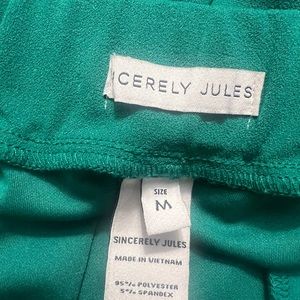 CERELY JULES
SIZE
M
SINCERELY JULES
MADE IN VIETNAM
95% POLYESTER
5% SPANDEX